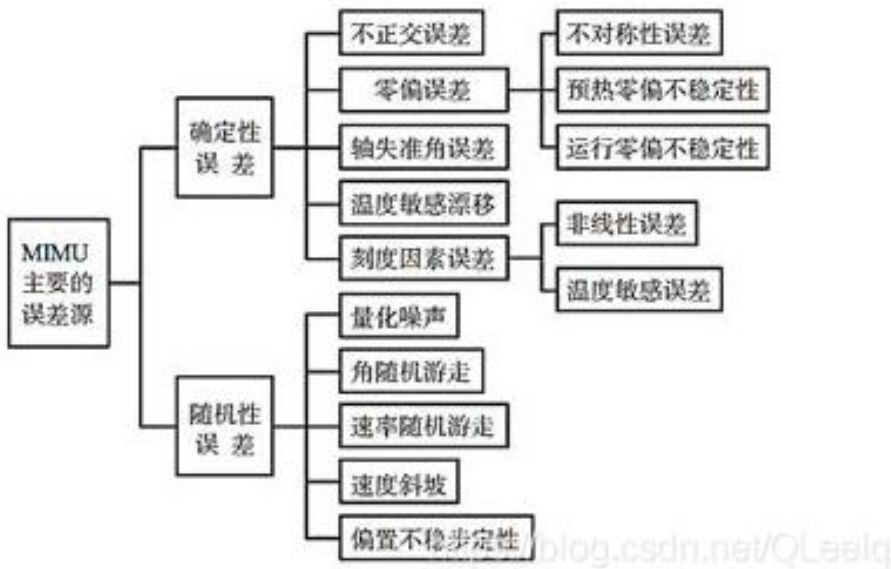 MIMU
主要的
误差源
确定性
误 差
不正交误差
零偏误差
不对称性误差
预热零偏不稳定性
运行零偏不稳定性
轴失准角误差
温度敏感漂移
刻度因素误差
非线性误差
温度敏感误差
随机性
误 差
量化噪声
角随机游走
速率随机游走
速度斜坡
偏置不稳步定性
blog.csdn.net/QLeelq